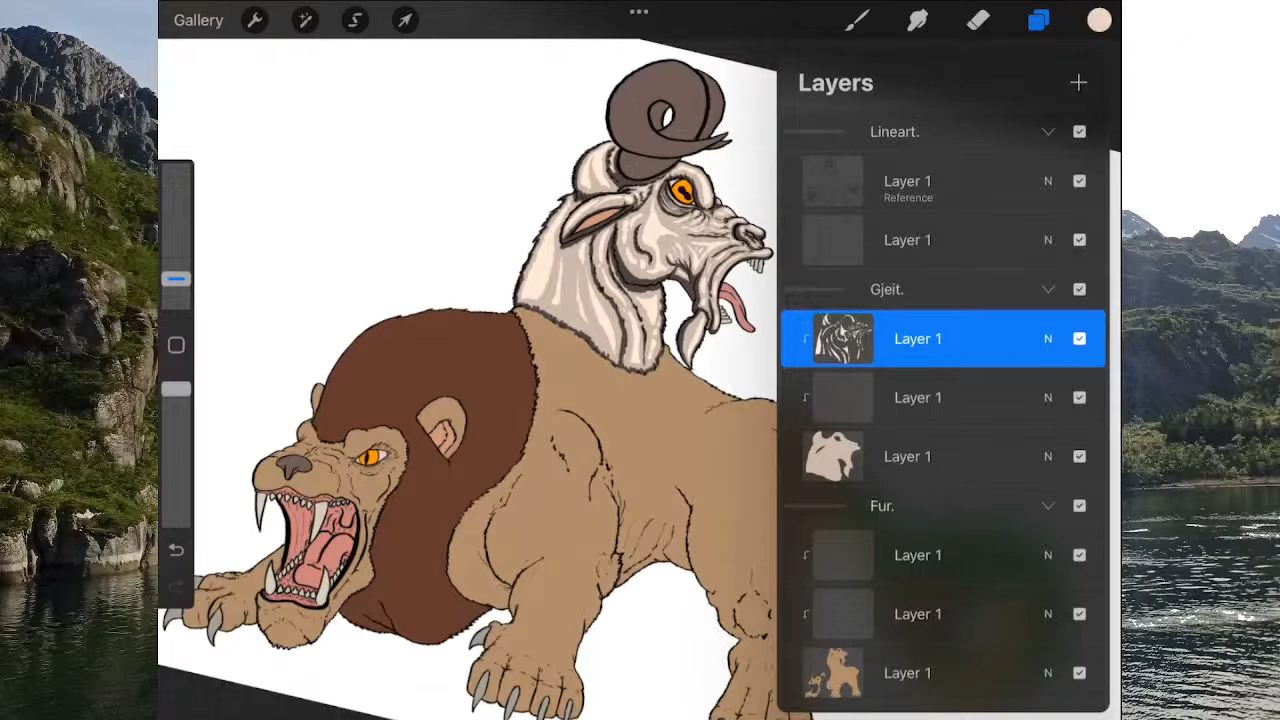 Gallery
Layers
Lineart.
Layer 1 N
Reference
Layer 1 N
Gjeit.
Layer 1 N
Layer 1 N
Layer 1 N
Fur.
Layer 1 N
Layer 1 N
Layer 1 N